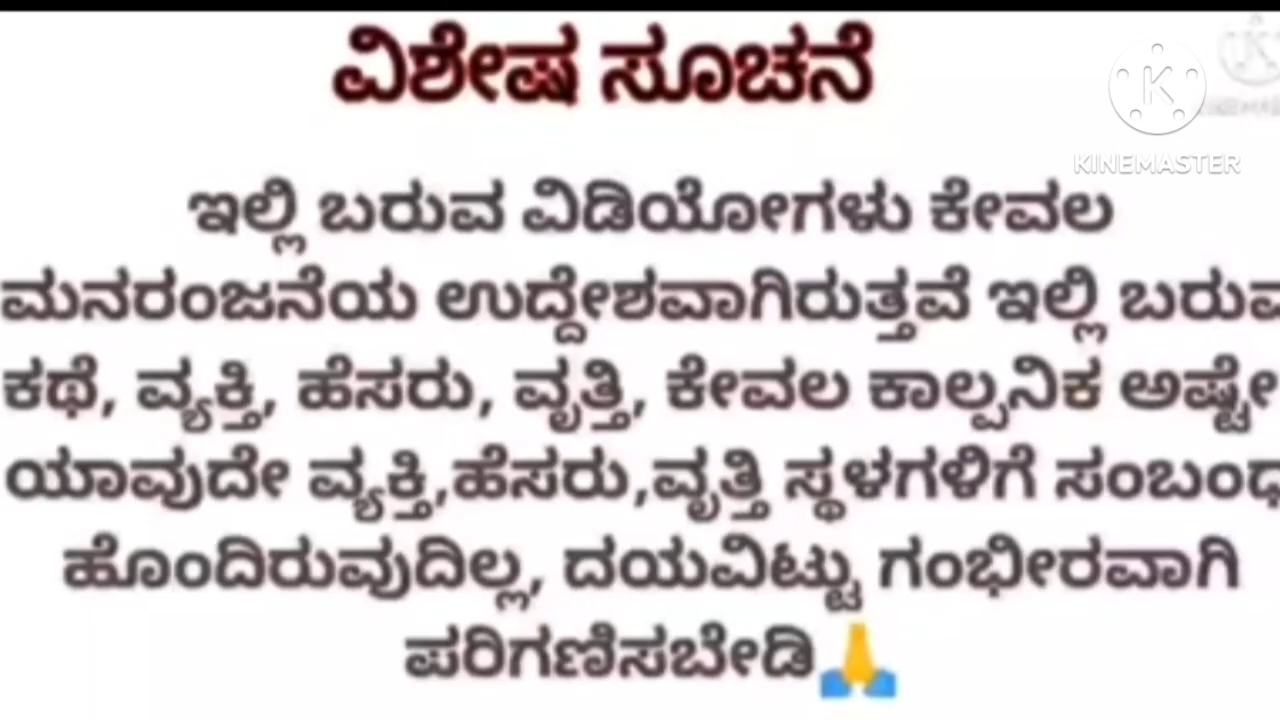 ವಿಶೇಷ ಸೂಚನೆ
KINEMASTER
ಇಲ್ಲಿ ಬರುವ ವಿಡಿಯೋಗಳು ಕೇವಲ
ಮನರಂಜನೆಯ ಉದ್ದೇಶವಾಗಿರುತ್ತವೆ ಇಲ್ಲಿ ಬರುವ
ಕಥೆ, ವ್ಯಕ್ತಿ, ಹೆಸರು, ವೃತ್ತಿ, ಕೇವಲ ಕಾಲ್ಪನಿಕ ಅಷ್ಟೇ
ಯಾವುದೇ ವ್ಯಕ್ತಿ,ಹೆಸರು,ವೃತ್ತಿ ಸ್ಥಳಗಳಿಗೆ ಸಂಬಂಧ
ಹೊಂದಿರುವುದಿಲ್ಲ, ದಯವಿಟ್ಟು ಗಂಭೀರವಾಗಿ
ಪರಿಗಣಿಸಬೇಡಿ🙏